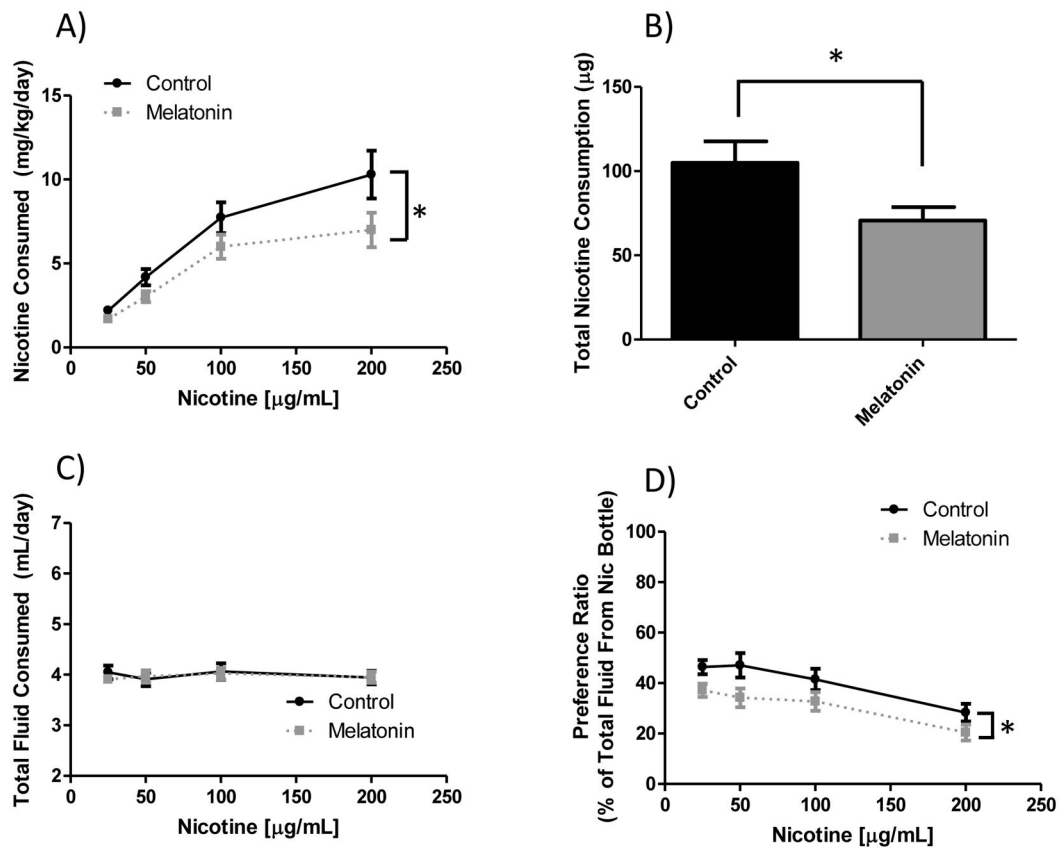 A)
Control
Melatonin
Nicotine Consumed (mg/kg/day)
15
10
5
0
*
0 50 100 150 200 250
Nicotine [μg/mL]
B)
*
Total Nicotine Consumption (μg)
150
100
50
0
Control
Melatonin
C)
Total Fluid Consumed (mL/day)
7
6
5
4
3
2
Control
Melatonin
0 50 100 150 200 250
Nicotine [μg/mL]
D)
Control
Melatonin
Preference Ratio
(% of Total Fluid From Nic Bottle)
100
80
60
40
20
0
*
0 50 100 150 200 250
Nicotine [μg/mL]